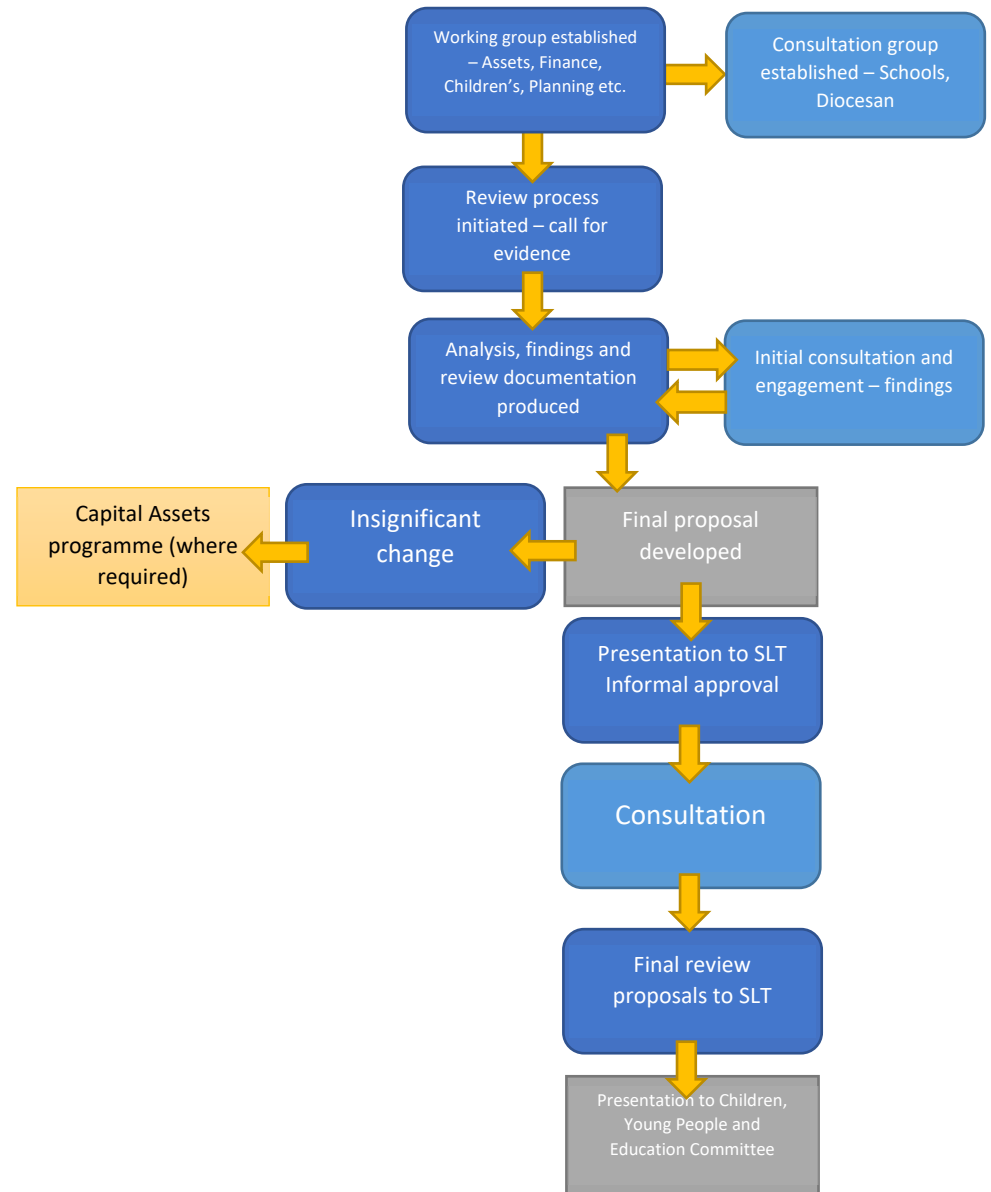 Working group established
– Assets, Finance,
Children's, Planning etc.
Consultation group
established – Schools,
Diocesan
Review process
initiated – call for
evidence
Analysis, findings and
review documentation
produced
Initial consultation and
engagement – findings
Capital Assets
programme (where
required)
Insignificant
change
Final proposal
developed
Presentation to SLT
Informal approval
Consultation
Final review
proposals to SLT
Presentation to Children,
Young People and
Education Committee